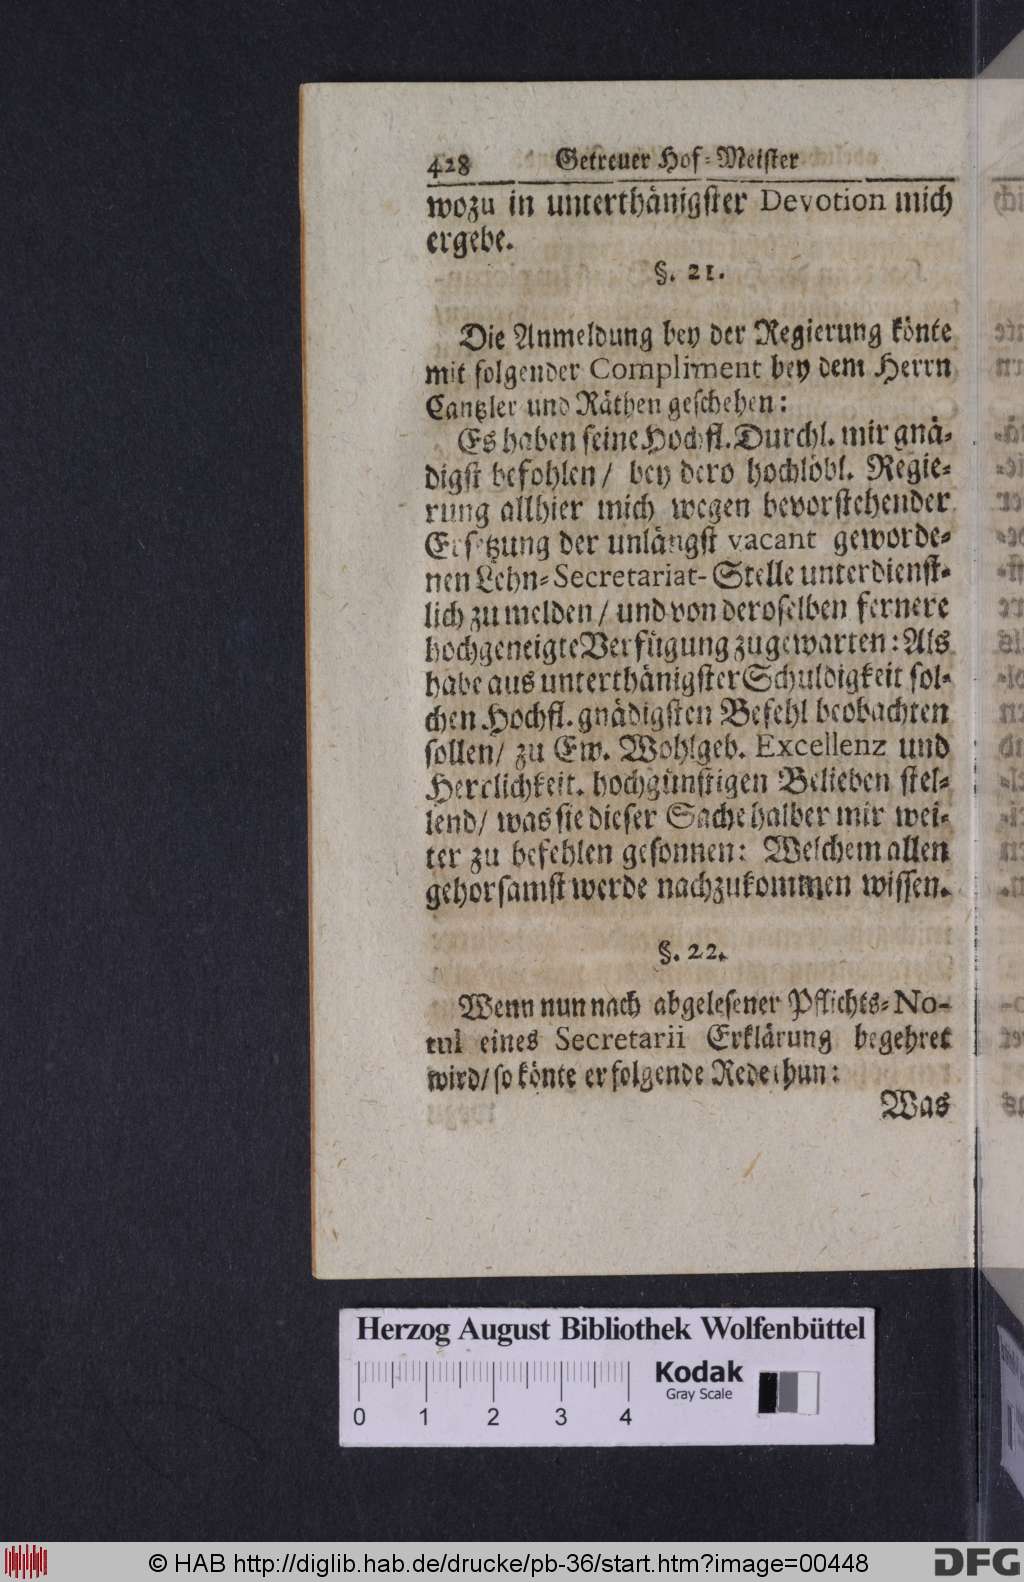 428 Getreuer Hof-Meister
wozu in unterthänigster Devotion mich
ergebe.
§. 21.
Die Anmeldung bey der Regierung könte
mit folgender Compliment bey dem Herrn
Cantzler und Räthen geschehen:
Es haben seine Hochfl. Durchl. mir gnä-
digst befohlen/ bey dero hochlöbl. Regie-
rung allhier mich wegen bevorstehender
Ersetzung der unlängst vacant geworde-
nen Lehn-Secretariat-Stelle unterdienst-
lich zu melden/ und von deroselben fernere
hochgeneigte Verfügung zugewarten: Als
habe aus unterthänigster Schuldigkeit sol-
chen Hochfl. gnädigsten Befehl beobachten
sollen/ zu Ew. Wohlgeb. Excellenz und
Herrlichkeit. hochgünstigen Belieben stel-
lend/ was sie dieser Sache halber mir wei-
ter zu befehlen gesonnen: Welchem allen
gehorsamst werde nachzukommen wissen.
§. 22.
Wenn nun nach abgelesener Pflichts-No-
tul eines Secretarii Erklärung begehret
wird/ so könte er folgende Rede thun:
Was
Herzog August Bibliothek Wolfenbüttel
Kodak
Gray Scale
0 1 2 3 4
© HAB http://diglib.hab.de/drucke/pb-36/start.htm?image=00448
DFG